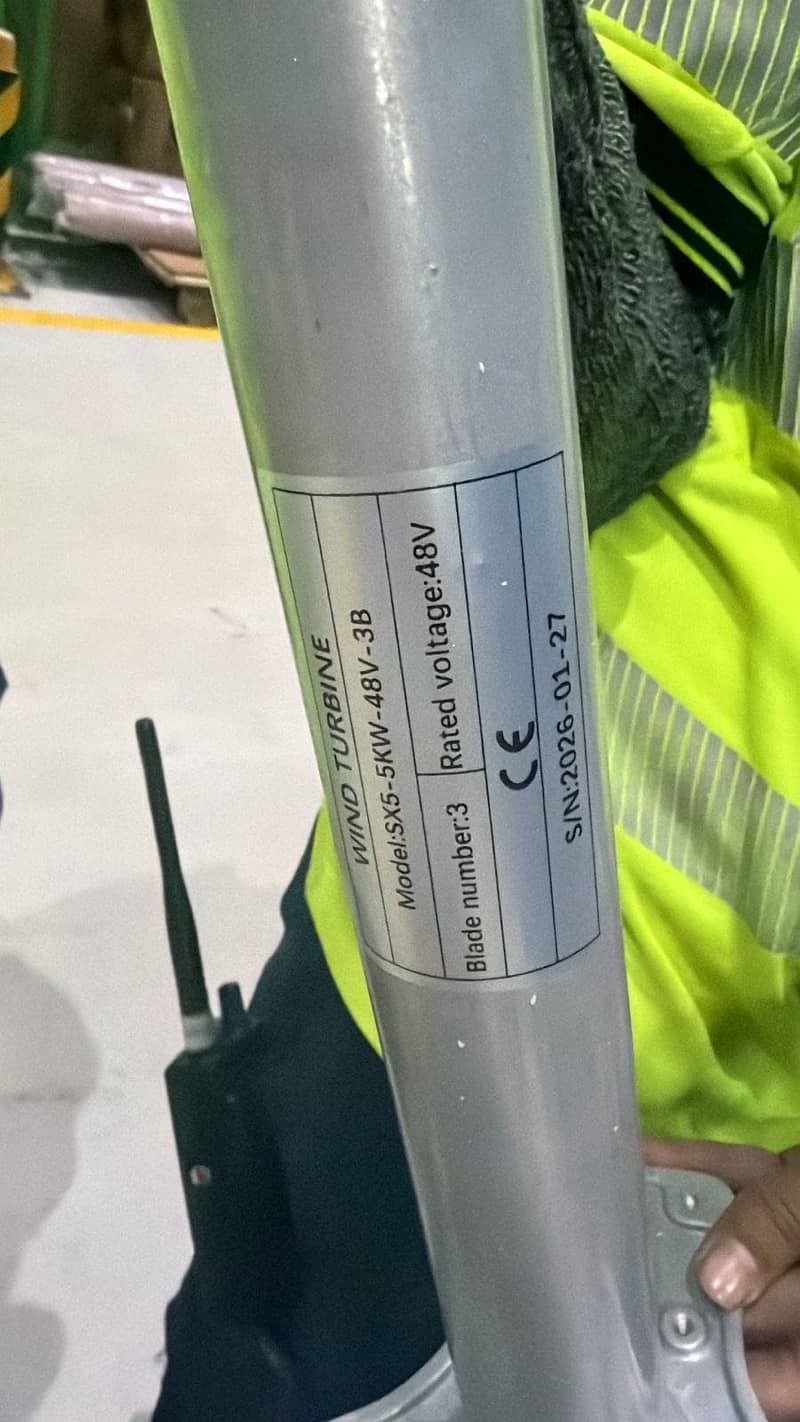 WIND TURBINE
Model:SX5-5KW-48V-3B
Blade number:3 Rated voltage:48V
CE
S/N:2026-01-27